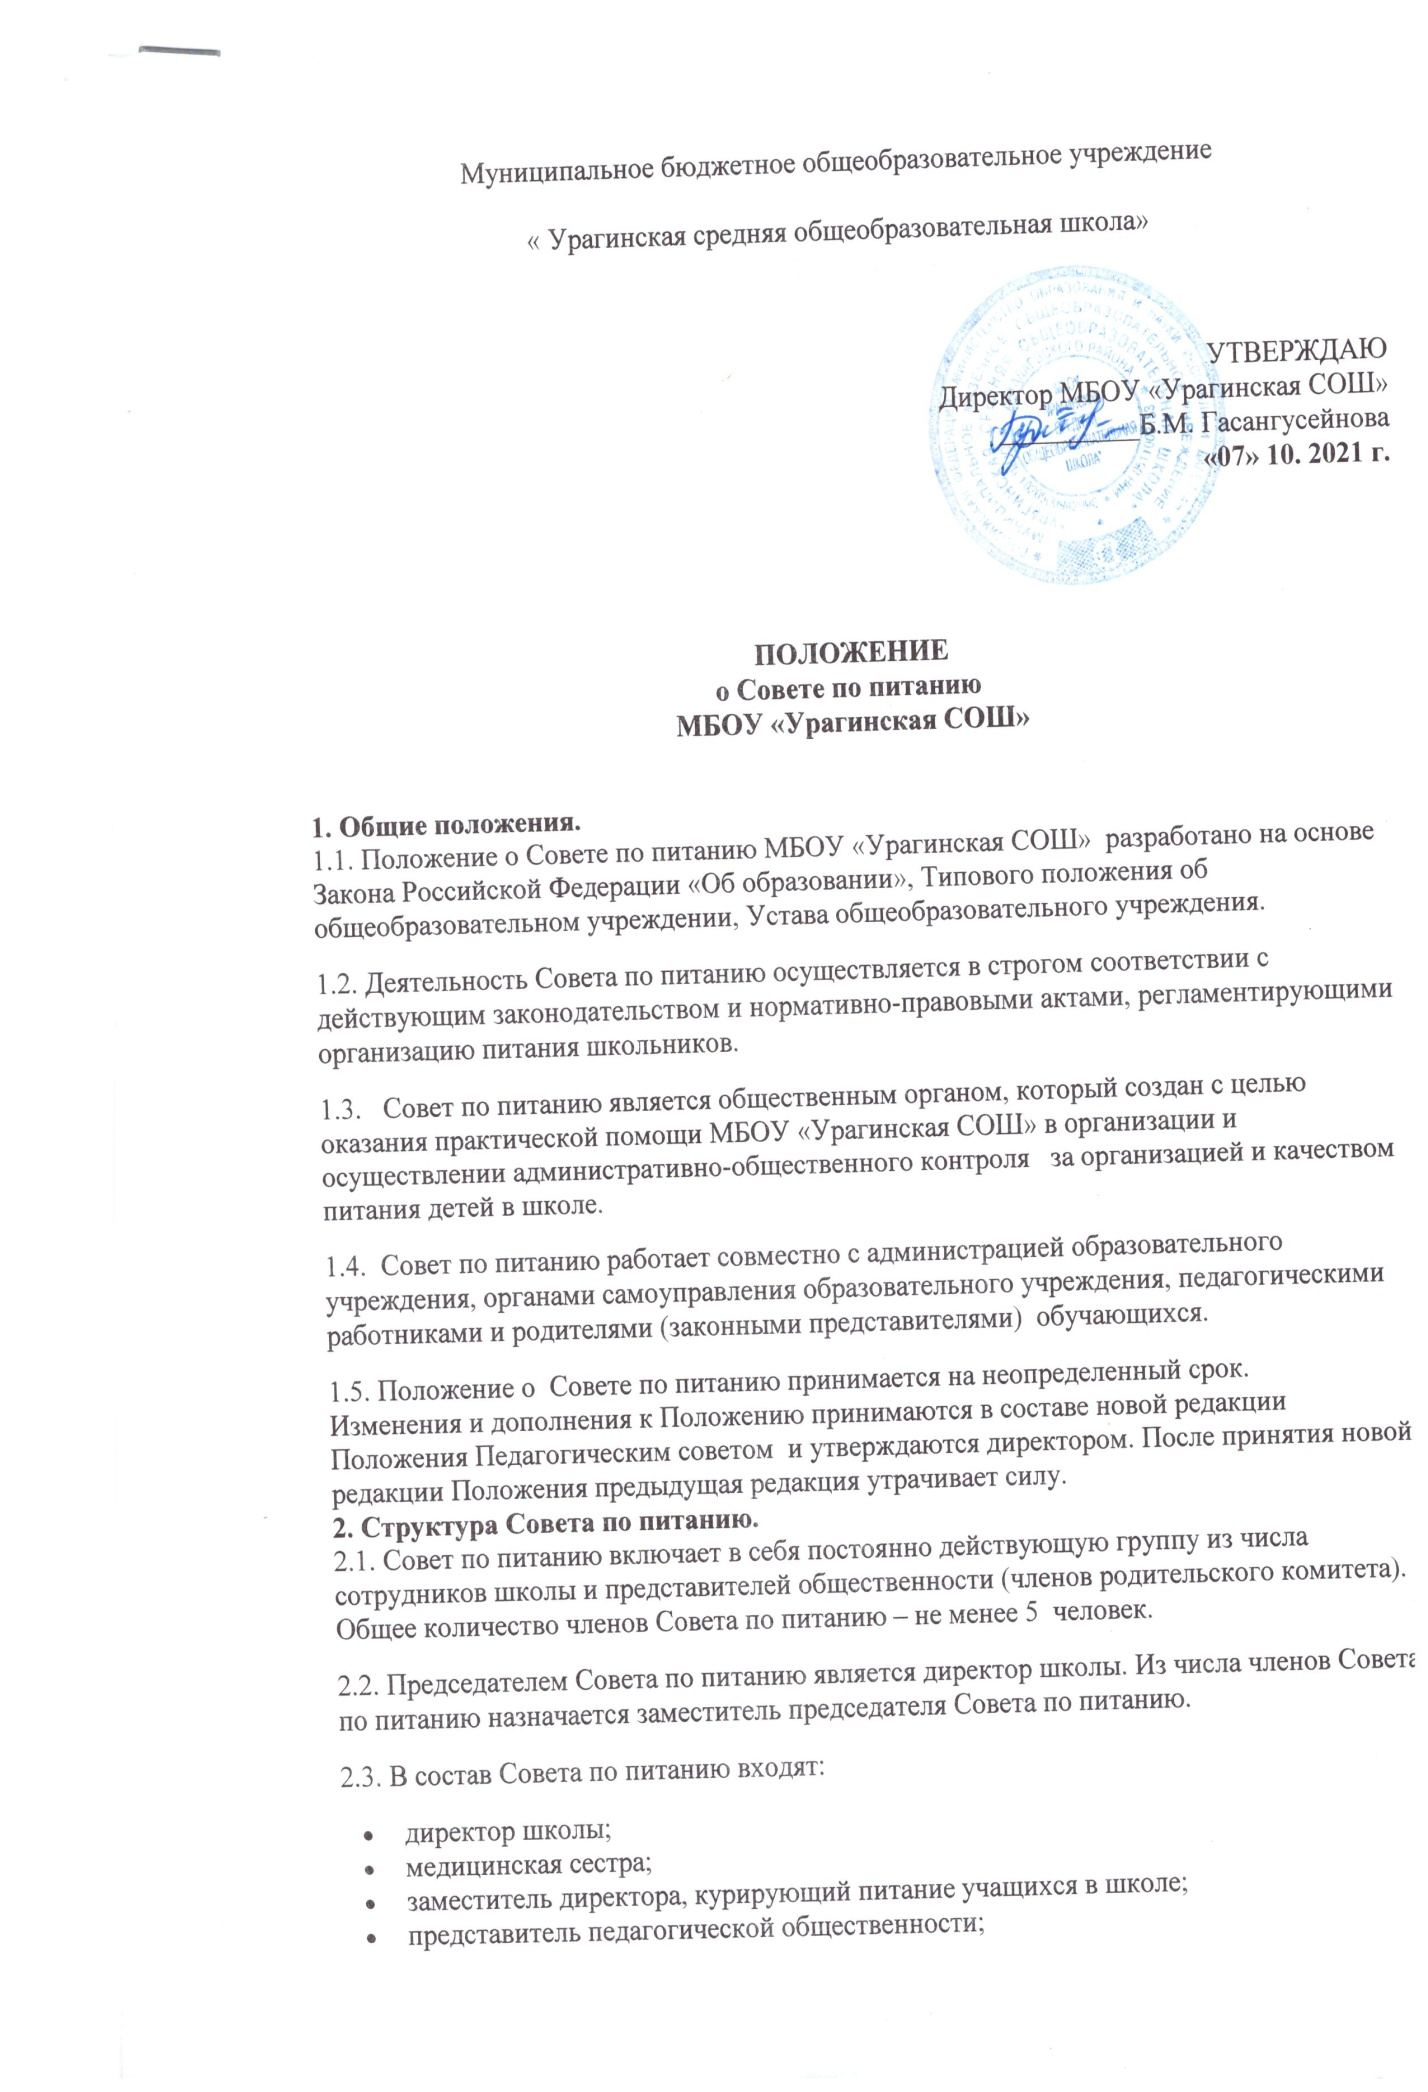 Муниципальное бюджетное общеобразовательное учреждение
« Урагинская средняя общеобразовательная школа»
УТВЕРЖДАЮ
Директор МБОУ «Урагинская СОШ»
Б.М. Гасангусейнова
«07» 10. 2021 г.
ПОЛОЖЕНИЕ
о Совете по питанию
МБОУ «Урагинская СОШ»
1. Общие положения.
1.1. Положение о Совете по питанию МБОУ «Урагинская СОШ» разработано на основе
Закона Российской Федерации «Об образовании», Типового положения об
общеобразовательном учреждении, Устава общеобразовательного учреждения.
1.2. Деятельность Совета по питанию осуществляется в строгом соответствии с
действующим законодательством и нормативно-правовыми актами, регламентирующими
организацию питания школьников.
1.3. Совет по питанию является общественным органом, который создан с целью
оказания практической помощи МБОУ «Урагинская СОШ» в организации и
осуществлении административно-общественного контроля за организацией и качеством
питания детей в школе.
1.4. Совет по питанию работает совместно с администрацией образовательного
учреждения, органами самоуправления образовательного учреждения, педагогическими
работниками и родителями (законными представителями) обучающихся.
1.5. Положение о Совете по питанию принимается на неопределенный срок.
Изменения и дополнения к Положению принимаются в составе новой редакции
Положения Педагогическим советом и утверждаются директором. После принятия новой
редакции Положения предыдущая редакция утрачивает силу.
2. Структура Совета по питанию.
2.1. Совет по питанию включает в себя постоянно действующую группу из числа
сотрудников школы и представителей общественности (членов родительского комитета).
Общее количество членов Совета по питанию – не менее 5 человек.
2.2. Председателем Совета по питанию является директор школы. Из числа членов Совета
по питанию назначается заместитель председателя Совета по питанию.
2.3. В состав Совета по питанию входят:
• директор школы;
• медицинская сестра;
• заместитель директора, курирующий питание учащихся в школе;
• представитель педагогической общественности;